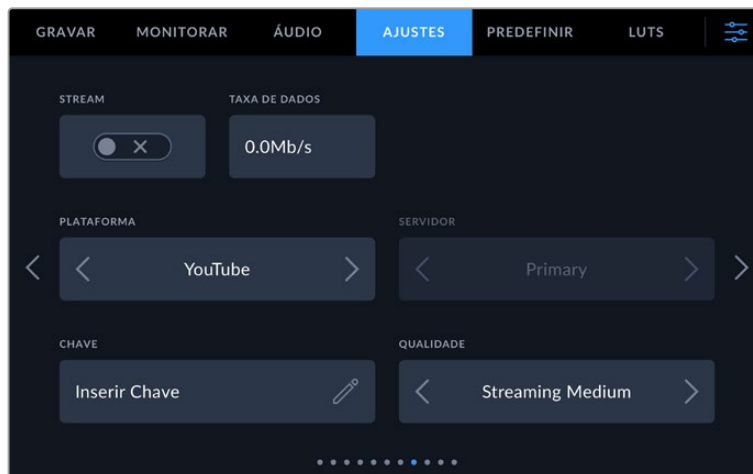 GRAVAR MONITORAR ÁUDIO AJUSTES PREDEFINIR LUTS
STREAM TAXA DE DADOS
0.0Mb/s
PLATAFORMA SERVIDOR
YouTube Primary
CHAVE QUALIDADE
Inserir Chave Streaming Medium